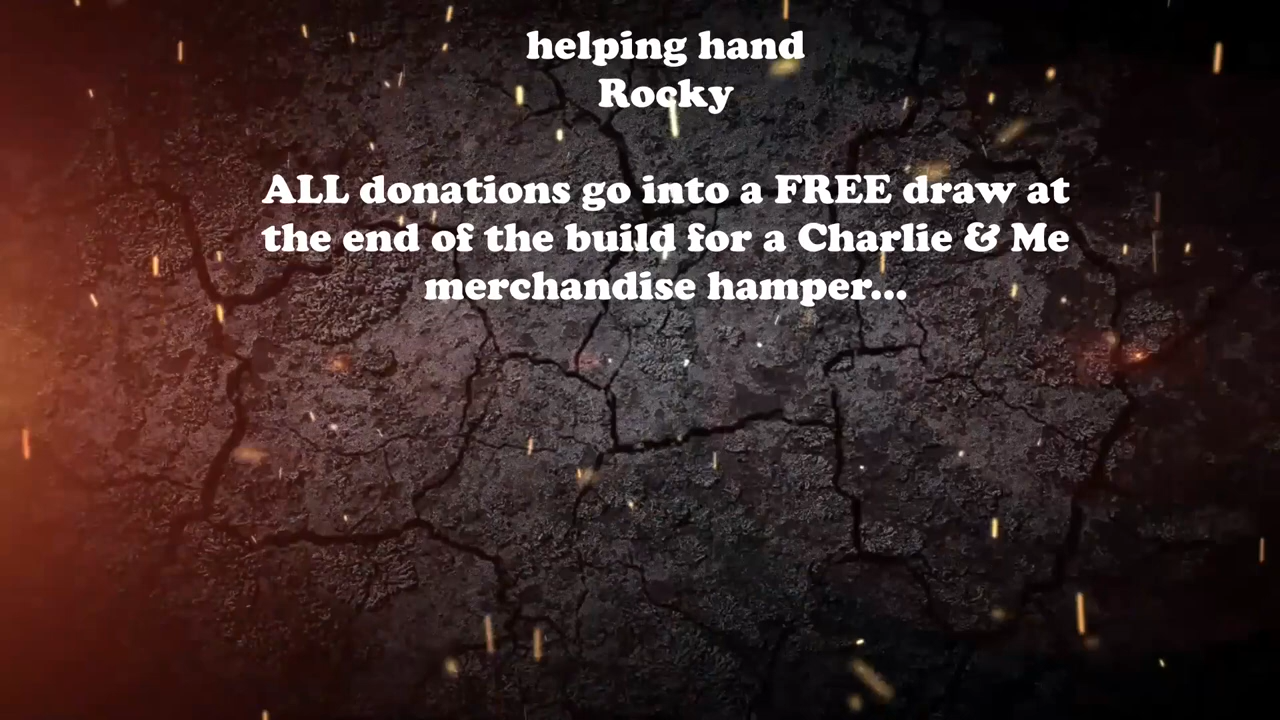 helping hand
Rocky
ALL donations go into a FREE draw at
the end of the build for a Charlie & Me
merchandise hamper...